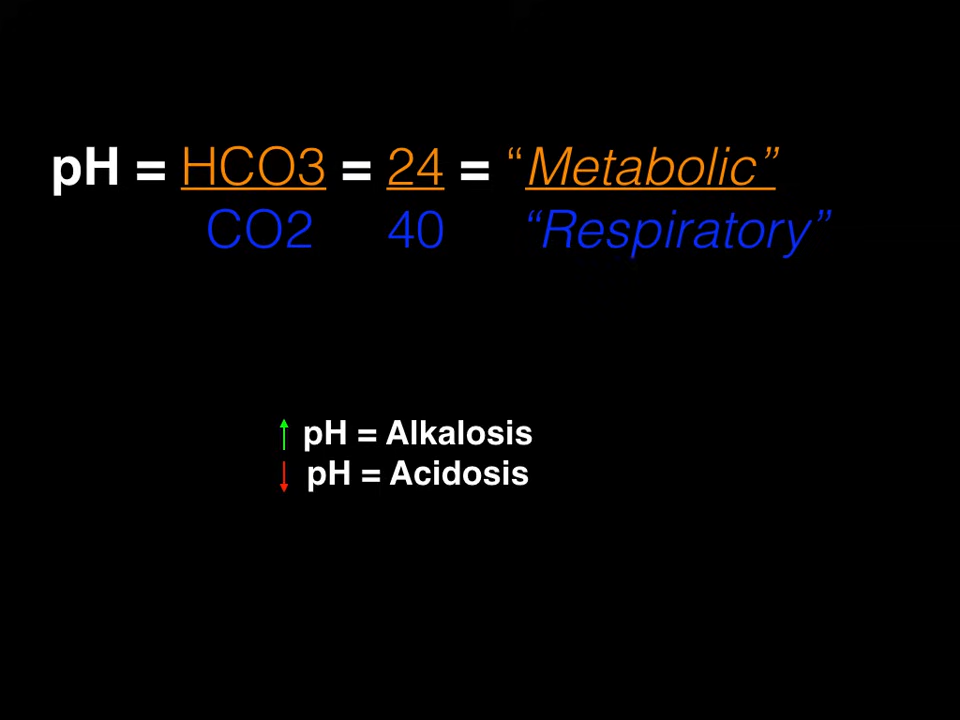 pH = HCO3 = 24 = “Metabolic”
CO2 40 “Respiratory”
↑ pH = Alkalosis
↓ pH = Acidosis